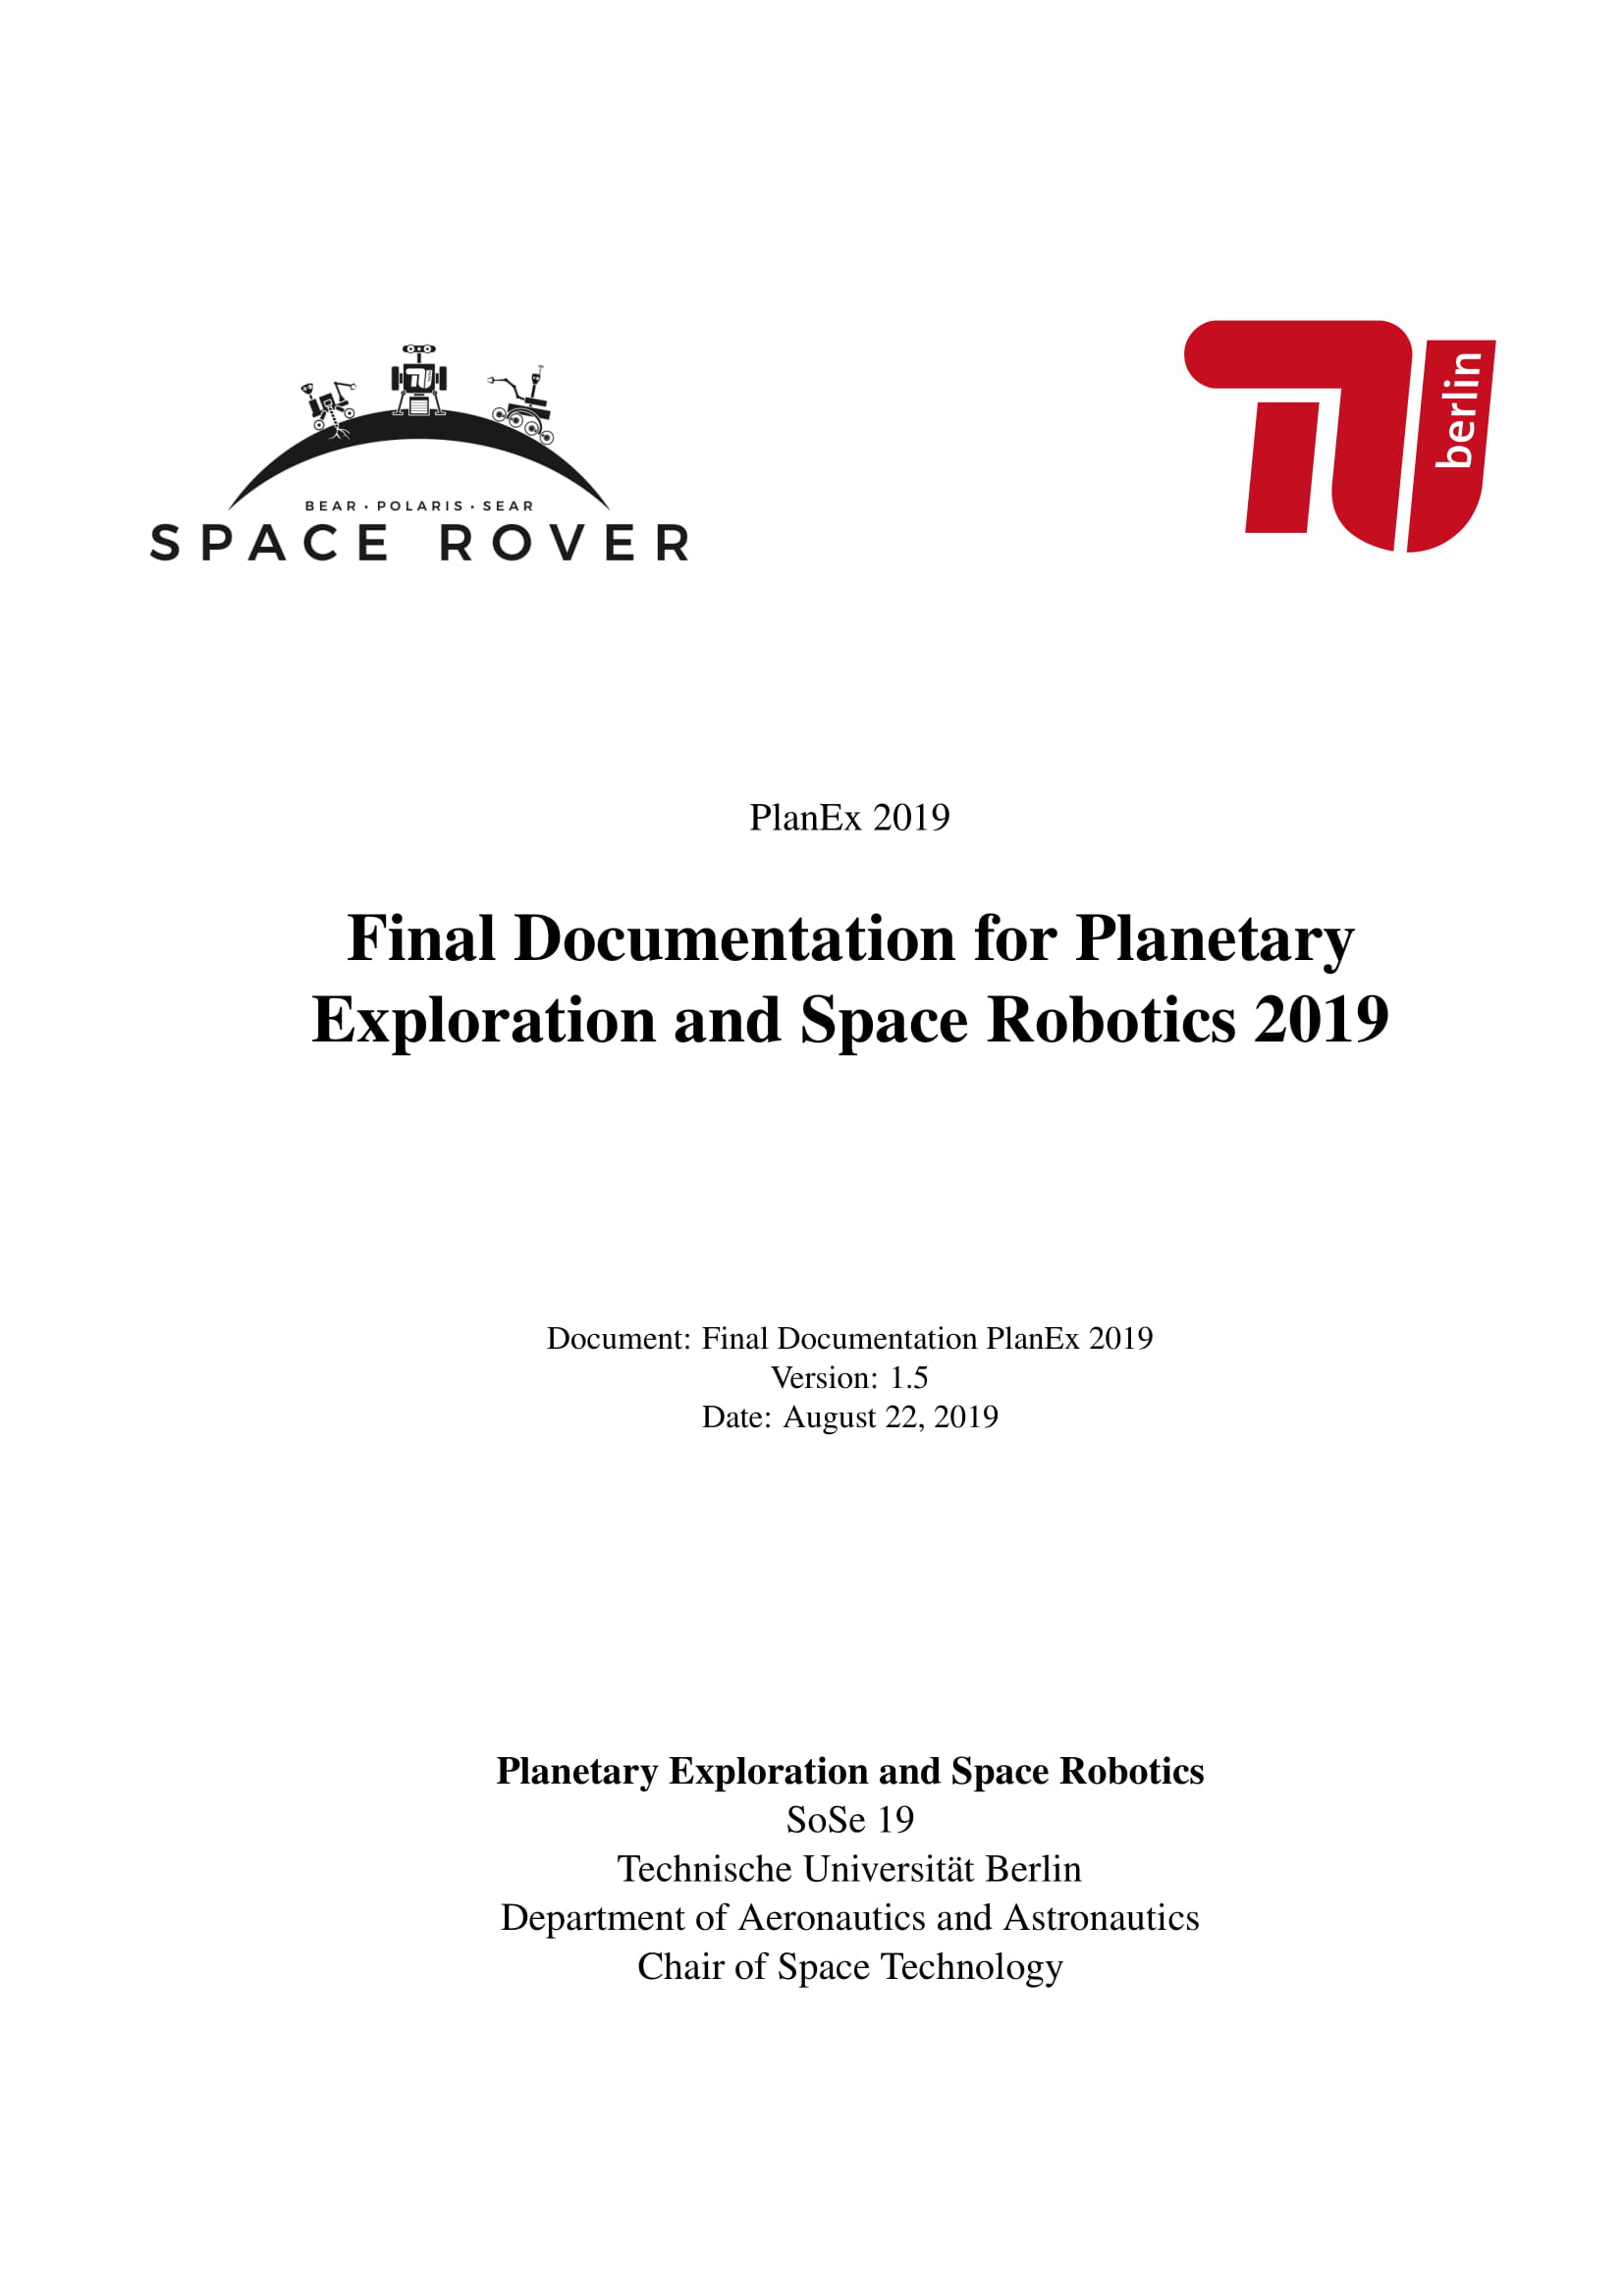 BEAR · POLARIS · SEAR
SPACE ROVER
berlin
PlanEx 2019
Final Documentation for Planetary
Exploration and Space Robotics 2019
Document: Final Documentation PlanEx 2019
Version: 1.5
Date: August 22, 2019
Planetary Exploration and Space Robotics
SoSe 19
Technische Universität Berlin
Department of Aeronautics and Astronautics
Chair of Space Technology